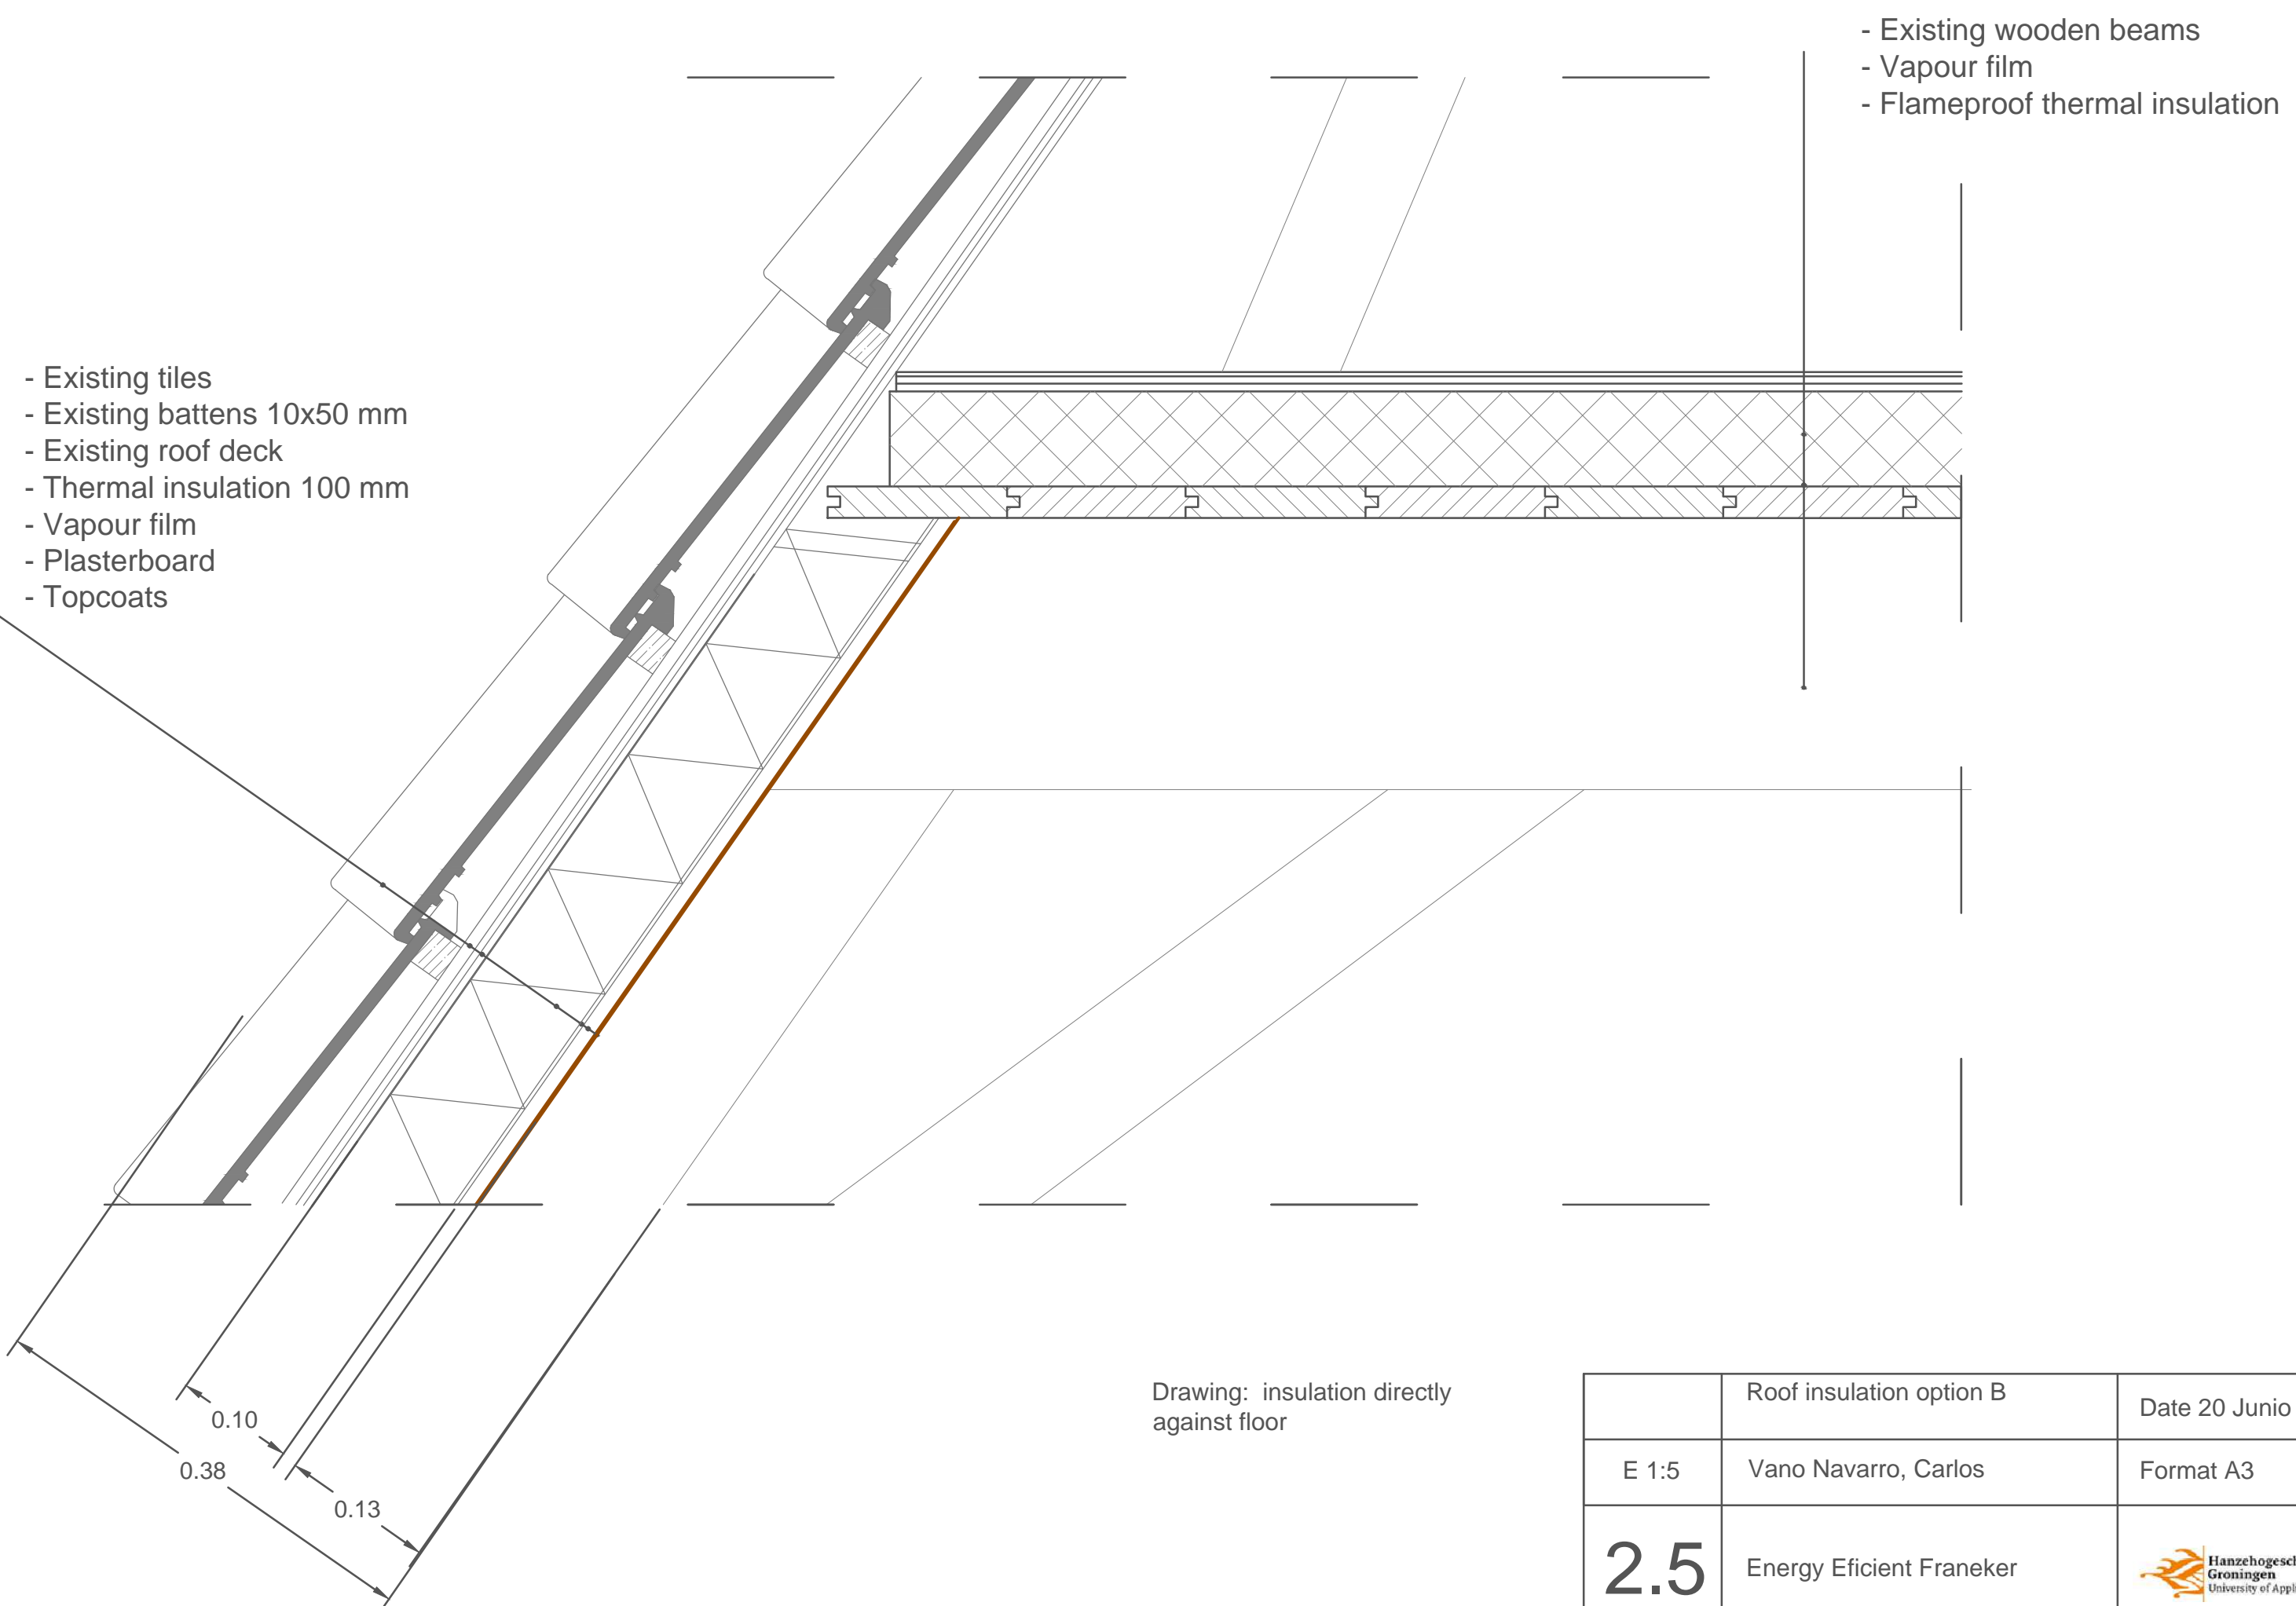 - Existing wooden beams
- Vapour film
- Flameproof thermal insulation
- Existing tiles
- Existing battens 10x50 mm
- Existing roof deck
- Thermal insulation 100 mm
- Vapour film
- Plasterboard
- Topcoats
0.10
0.38
0.13
Drawing: insulation directly
against floor
Roof insulation option B
Date 20 Junio
E 1:5
Vano Navarro, Carlos
Format A3
2.5
Energy Eficient Franeker
Groningen
University of